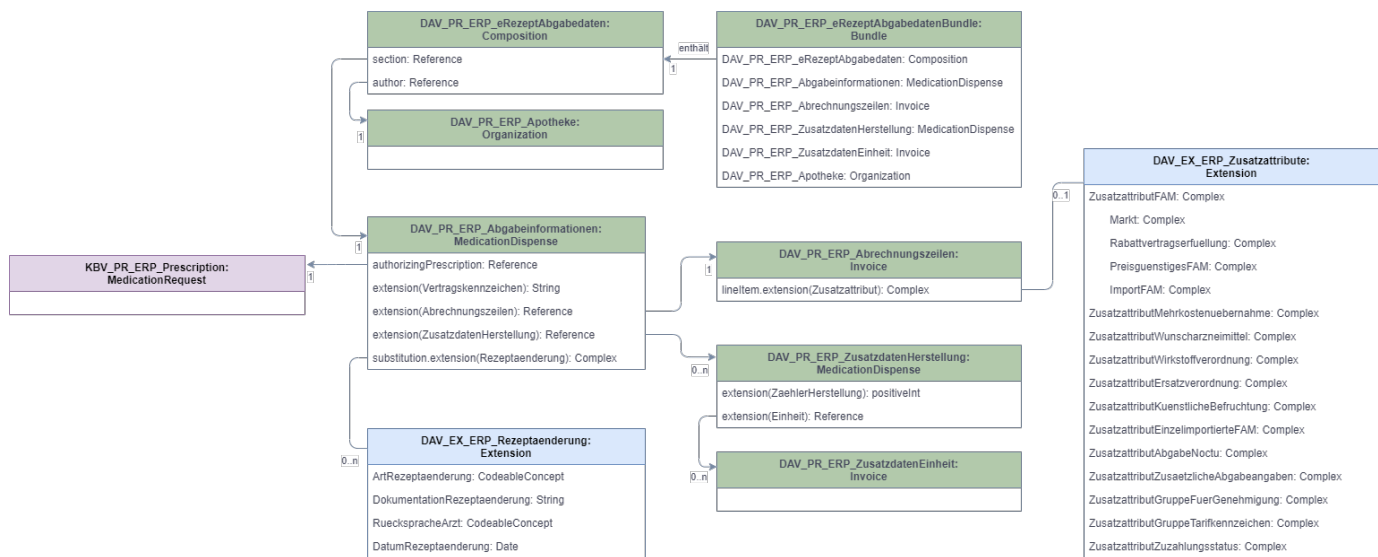 DAV_PR_ERP_eRezeptAbgabedaten:
Composition
section: Reference
author: Reference
1
DAV_PR_ERP_Apotheke:
Organization
enthält
1
DAV_PR_ERP_eRezeptAbgabedatenBundle:
Bundle
DAV_PR_ERP_eRezeptAbgabedaten: Composition
DAV_PR_ERP_Abgabeinformationen: MedicationDispense
DAV_PR_ERP_Abrechnungszeilen: Invoice
DAV_PR_ERP_ZusatzdatenHerstellung: MedicationDispense
DAV_PR_ERP_ZusatzdatenEinheit: Invoice
DAV_PR_ERP_Apotheke: Organization
1
DAV_PR_ERP_Abgabeinformationen:
MedicationDispense
authorizingPrescription: Reference
extension(Vertragskennzeichen): String
extension(Abrechnungszeilen): Reference
extension(ZusatzdatenHerstellung): Reference
substitution.extension(Rezeptaenderung): Complex
1
KBV_PR_ERP_Prescription:
MedicationRequest
1
DAV_PR_ERP_Abrechnungszeilen:
Invoice
lineItem.extension(Zusatzattribut): Complex
0..n
DAV_PR_ERP_ZusatzdatenHerstellung:
MedicationDispense
extension(ZaehlerHerstellung): positiveInt
extension(Einheit): Reference
0..n
DAV_PR_ERP_ZusatzdatenEinheit:
Invoice
0..n
DAV_EX_ERP_Rezeptaenderung:
Extension
ArtRezeptaenderung: CodeableConcept
DokumentationRezeptaenderung: String
RueckspracheArzt: CodeableConcept
DatumRezeptaenderung: Date
0..1
DAV_EX_ERP_Zusatzattribute:
Extension
ZusatzattributFAM: Complex
Markt: Complex
Rabattvertragserfuellung: Complex
PreisguenstigesFAM: Complex
ImportFAM: Complex
ZusatzattributMehrkostenuebernahme: Complex
ZusatzattributWunscharzneimittel: Complex
ZusatzattributWirkstoffverordnung: Complex
ZusatzattributErsatzverordnung: Complex
ZusatzattributKuenstlicheBefruchtung: Complex
ZusatzattributEinzelimportierteFAM: Complex
ZusatzattributAbgabeNoctu: Complex
ZusatzattributZusaetzlicheAbgabeangaben: Complex
ZusatzattributGruppeFuerGenehmigung: Complex
ZusatzattributGruppeTarifkennzeichen: Complex
ZusatzattributZuzahlungsstatus: Complex